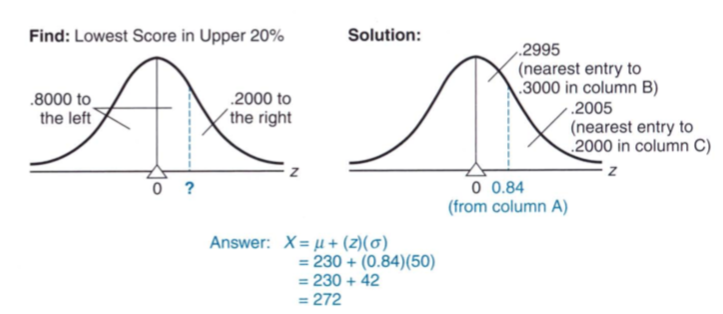 Find: Lowest Score in Upper 20%
.8000 to
the left
.2000 to
the right
z
0 ?
Solution:
.2995
(nearest entry to
.3000 in column B)
.2005
(nearest entry to
.2000 in column C)
z
0 0.84
(from column A)
Answer: X = μ + (z)(σ)
= 230 + (0.84)(50)
= 230 + 42
= 272